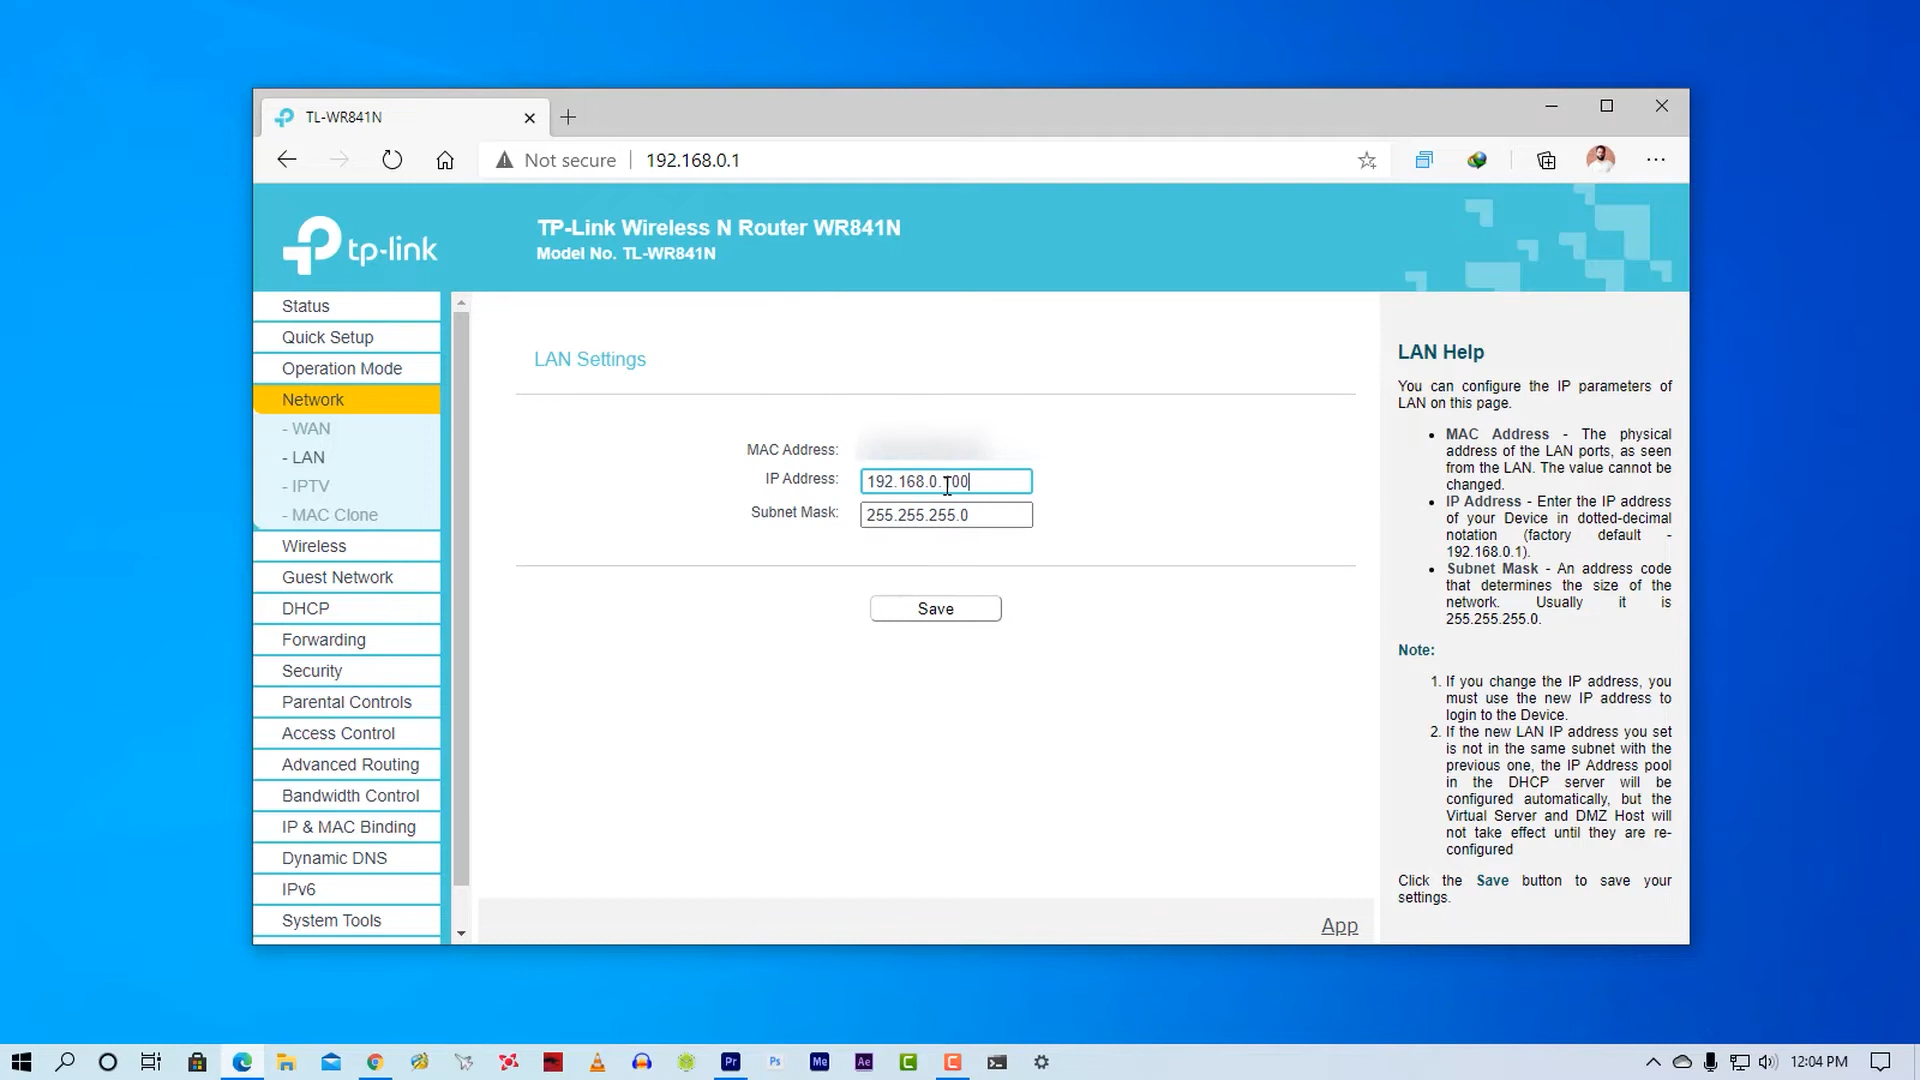 TL-WR841N
Not secure
192.168.0.1
tp-link
TP-Link Wireless N Router WR841N
Model No. TL-WR841N
Status
Quick Setup
Operation Mode
Network
- WAN
- LAN
- IPTV
- MAC Clone
Wireless
Guest Network
DHCP
Forwarding
Security
Parental Controls
Access Control
Advanced Routing
Bandwidth Control
IP & MAC Binding
Dynamic DNS
IPv6
System Tools
LAN Settings
MAC Address:
IP Address:
Subnet Mask:
255.255.255.0
Save
App
LAN Help
You can configure the IP parameters of
LAN on this page.
• MAC Address - The physical
address of the LAN ports, as seen
from the LAN. The value cannot be
changed.
• IP Address - Enter the IP address
of your Device in dotted-decimal
notation (factory default -
192.168.0.1).
• Subnet Mask - An address code
that determines the size of the
network. Usually it is
255.255.255.0.
Note:
1. If you change the IP address, you
must use the new IP address to
login to the Device.
2. If the new LAN IP address you set
is not in the same subnet with the
previous one, the IP Address pool
in the DHCP server will be
configured automatically, but the
Virtual Server and DMZ Host will
not take effect until they are re-
configured
Click the Save button to save your
settings.
Pr
Ps
Me
Ae
C
C
12:04 PM